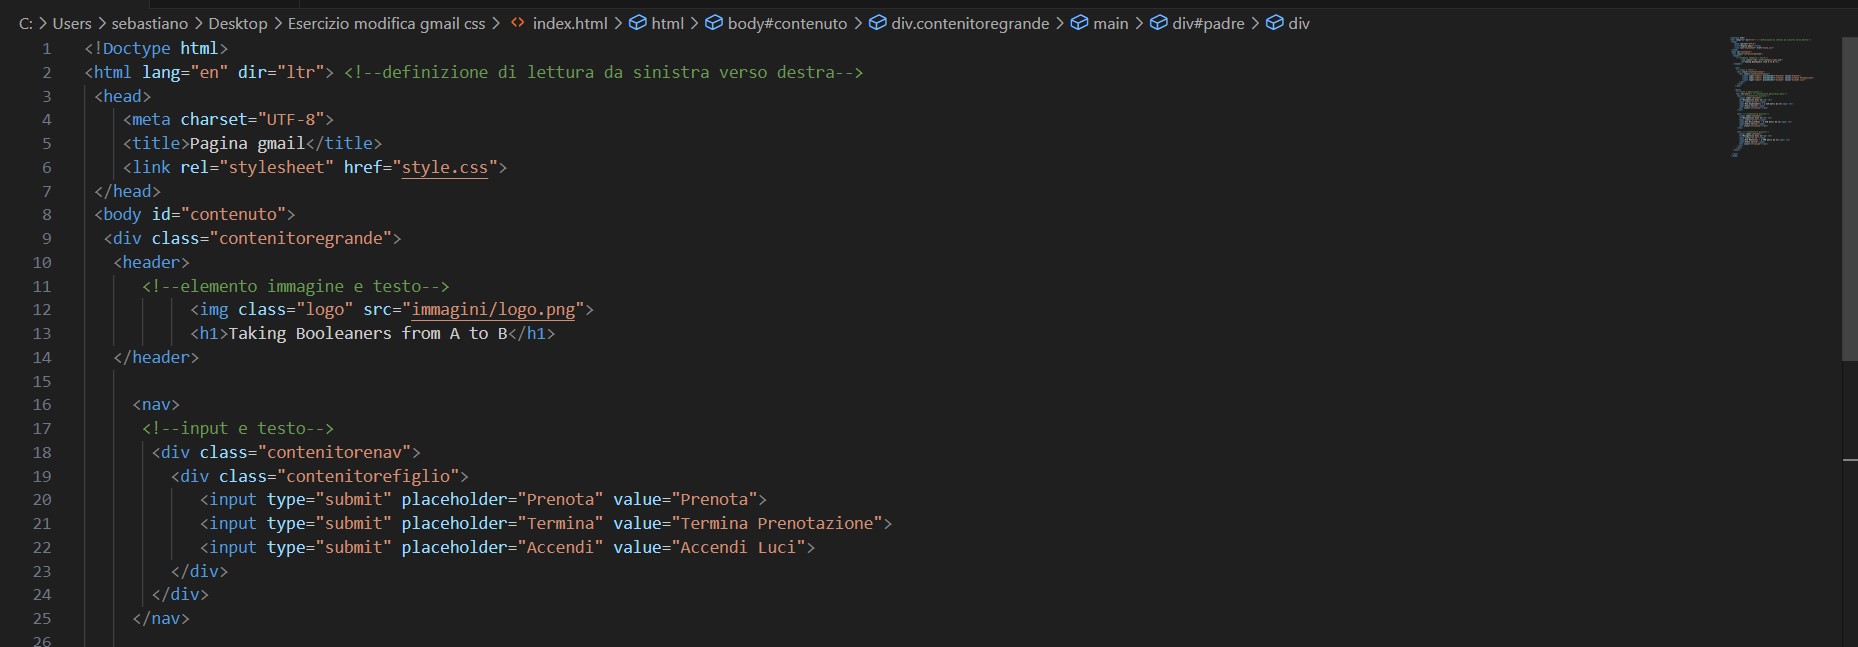 C: > Users > sebastiano > Desktop > Esercizio modifica gmail css > index.html > html > body#contenuto > div.contenitoregrande > main > div#padre > div
1 <!Doctype html>
2 <html lang="en" dir="ltr"> <!--definizione di lettura da sinistra verso destra-->
3 <head>
4 <meta charset="UTF-8">
5 <title>Pagina gmail</title>
6 <link rel="stylesheet" href="style.css">
7 </head>
8 <body id="contenuto">
9 <div class="contenitoregrande">
10 <header>
11 <!--elemento immagine e testo-->
12 <img class="logo" src="immagini/logo.png">
13 <h1>Taking Booleaners from A to B</h1>
14 </header>
15
16 <nav>
17 <!--input e testo-->
18 <div class="contenitorenav">
19 <div class="contenitorefiglio">
20 <input type="submit" placeholder="Prenota" value="Prenota">
21 <input type="submit" placeholder="Termina" value="Termina Prenotazione">
22 <input type="submit" placeholder="Accendi" value="Accendi Luci">
23 </div>
24 </div>
25 </nav>
26